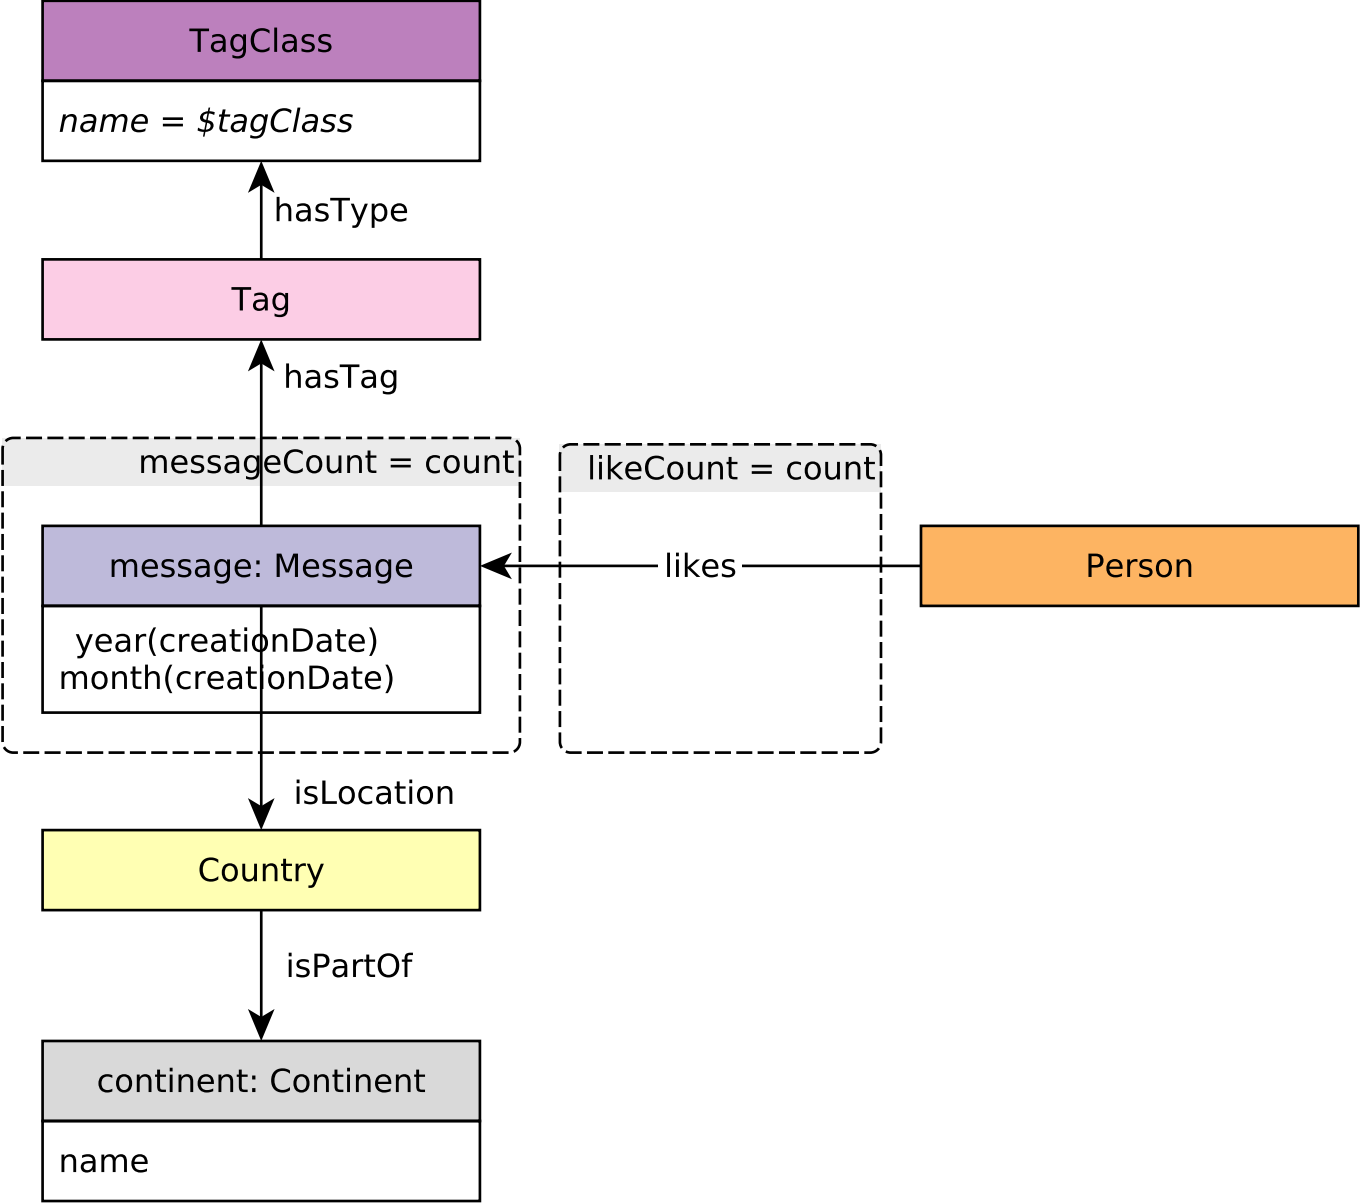 TagClass
name = $tagClass
hasType
Tag
hasTag
messageCount = count
likeCount = count
message: Message
likes
Person
year(creationDate)
month(creationDate)
isLocation
Country
isPartOf
continent: Continent
name